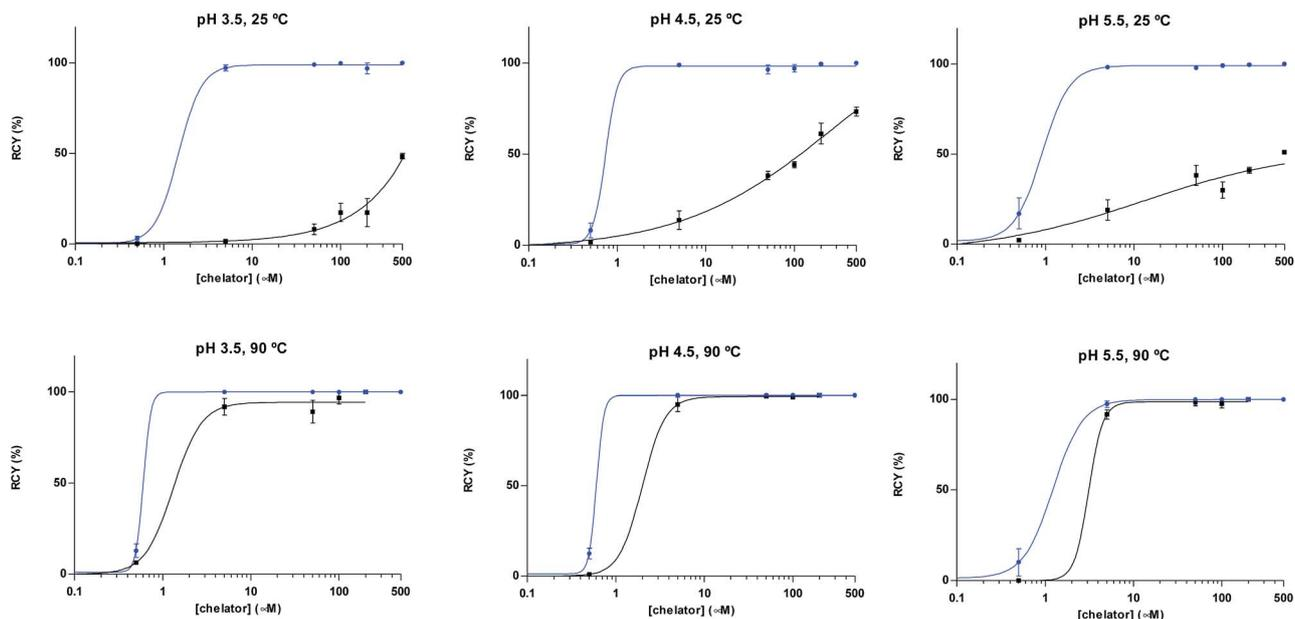 pH 3.5, 25 ºC
100
50
0
RCY (%)
0.1 1 10 100 500
[chelator] (∝M)
pH 4.5, 25 ºC
100
50
0
RCY (%)
0.1 1 10 100 500
[chelator] (∝M)
pH 5.5, 25 ºC
100
50
0
RCY (%)
0.1 1 10 100 500
[chelator] (∝M)
pH 3.5, 90 ºC
100
50
0
RCY (%)
0.1 1 10 100 500
[chelator] (∝M)
pH 4.5, 90 ºC
100
50
0
RCY (%)
0.1 1 10 100 500
[chelator] (∝M)
pH 5.5, 90 ºC
100
50
0
RCY (%)
0.1 1 10 100 500
[chelator] (∝M)